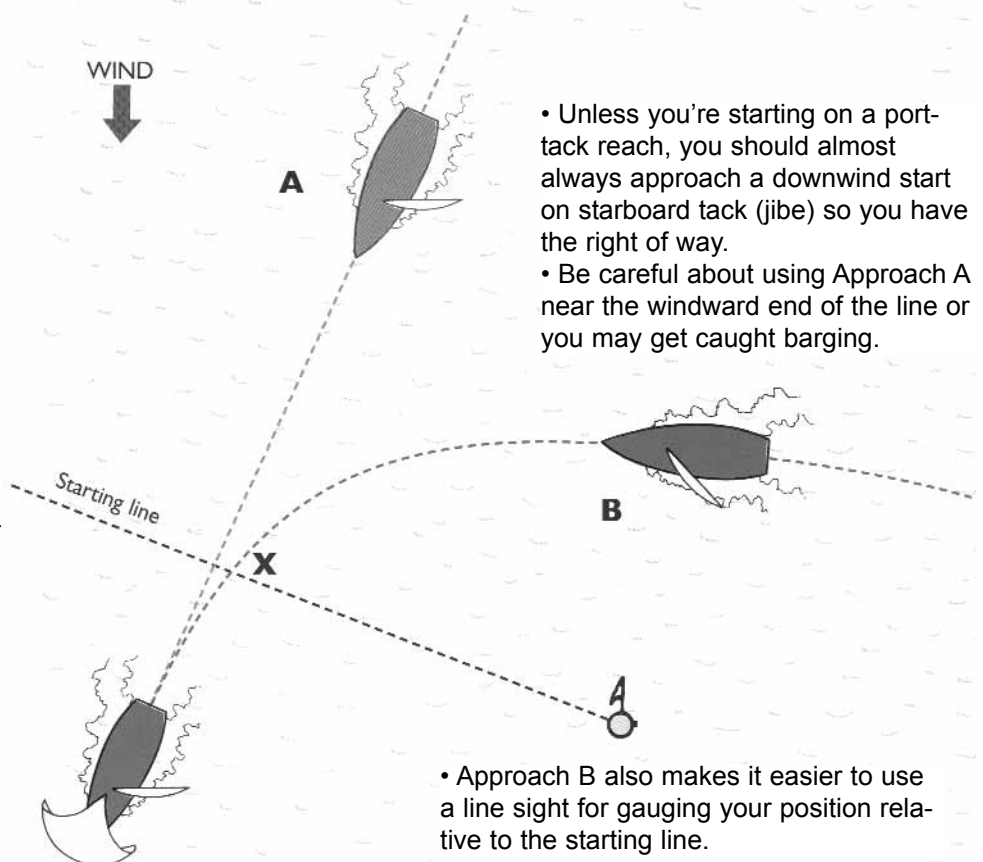 WIND
A
• Unless you're starting on a port-
tack reach, you should almost
always approach a downwind start
on starboard tack (jibe) so you have
the right of way.
• Be careful about using Approach A
near the windward end of the line or
you may get caught barging.
B
Starting line
X
• Approach B also makes it easier to use
a line sight for gauging your position rela-
tive to the starting line.